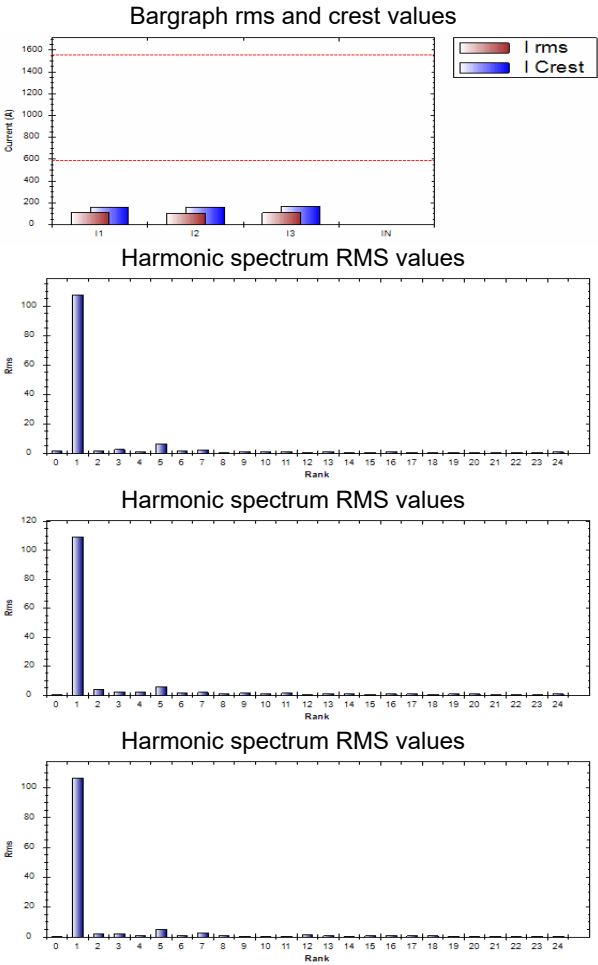 Bargraph rms and crest values
I rms
I Crest
1600
1400
1200
1000
800
600
400
200
0
Current (A)
I1 I2 I3 IN
Harmonic spectrum RMS values
100
80
60
40
20
0
Rms
0 1 2 3 4 5 6 7 8 9 10 11 12 13 14 15 16 17 18 19 20 21 22 23 24
Rank
Harmonic spectrum RMS values
120
100
80
60
40
20
0
Rms
0 1 2 3 4 5 6 7 8 9 10 11 12 13 14 15 16 17 18 19 20 21 22 23 24
Rank
Harmonic spectrum RMS values
100
80
60
40
20
0
Rms
0 1 2 3 4 5 6 7 8 9 10 11 12 13 14 15 16 17 18 19 20 21 22 23 24
Rank